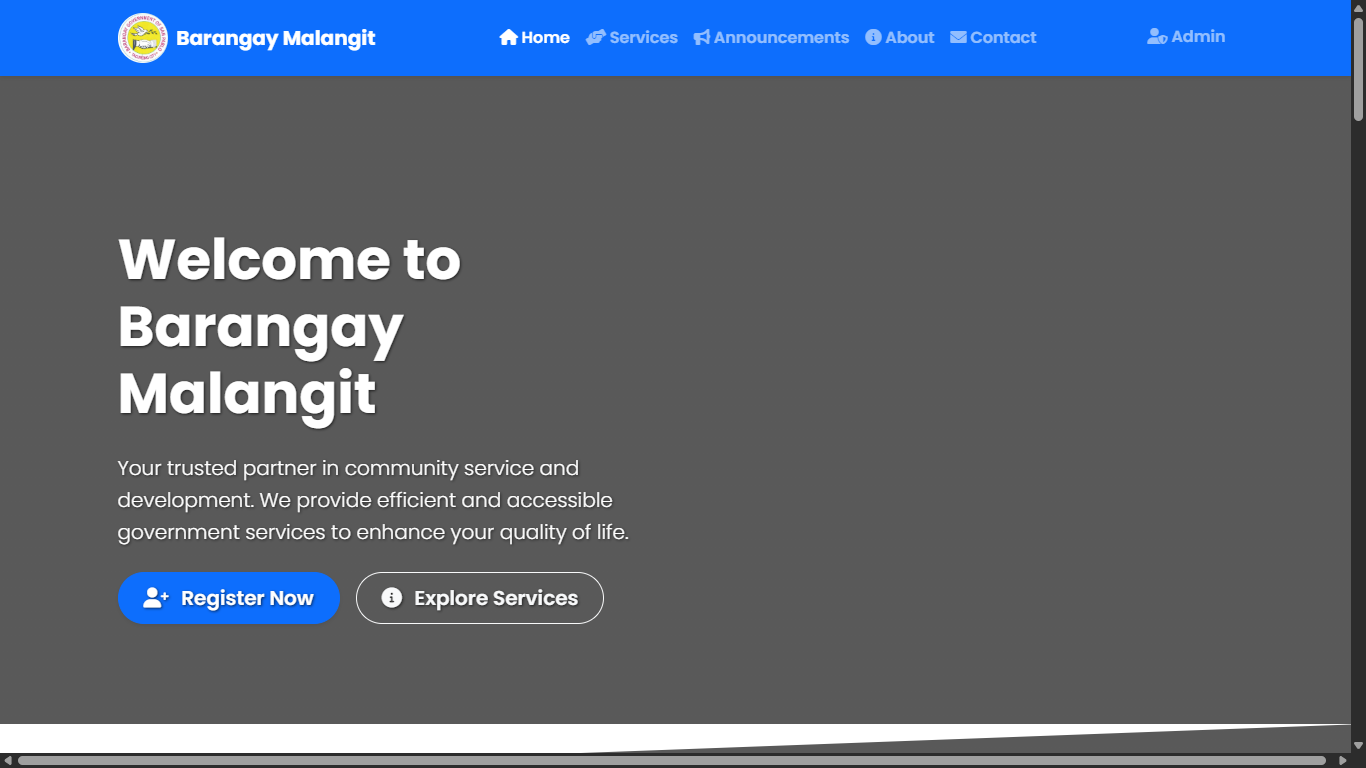 Barangay Malangit
Home
Services
Announcements
About
Contact
Admin
Welcome to
Barangay
Malangit
Your trusted partner in community service and
development. We provide efficient and accessible
government services to enhance your quality of life.
Register Now
Explore Services